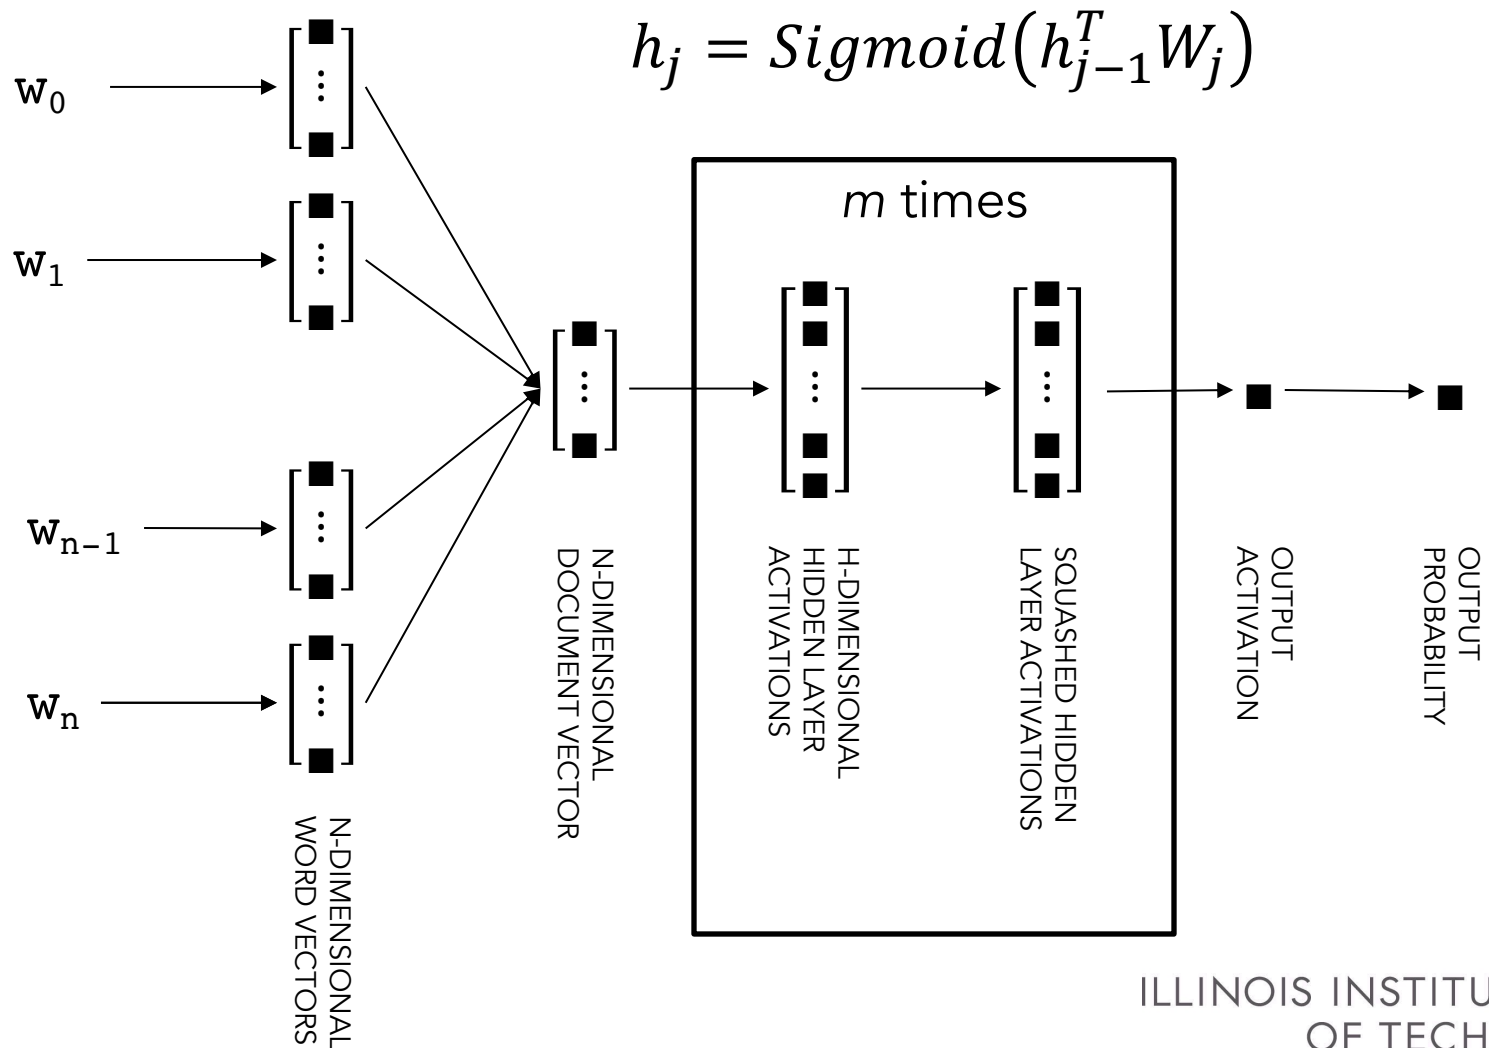 h_j = Sigmoid(h_{j-1}^T W_j)
w_0
w_1
w_{n-1}
w_n
m times
N-DIMENSIONAL
WORD VECTORS
N-DIMENSIONAL
DOCUMENT VECTOR
H-DIMENSIONAL
HIDDEN LAYER
ACTIVATIONS
SQUASHED HIDDEN
LAYER ACTIVATIONS
OUTPUT
ACTIVATION
OUTPUT
PROBABILITY
ILLINOIS INSTITU
OF TECH